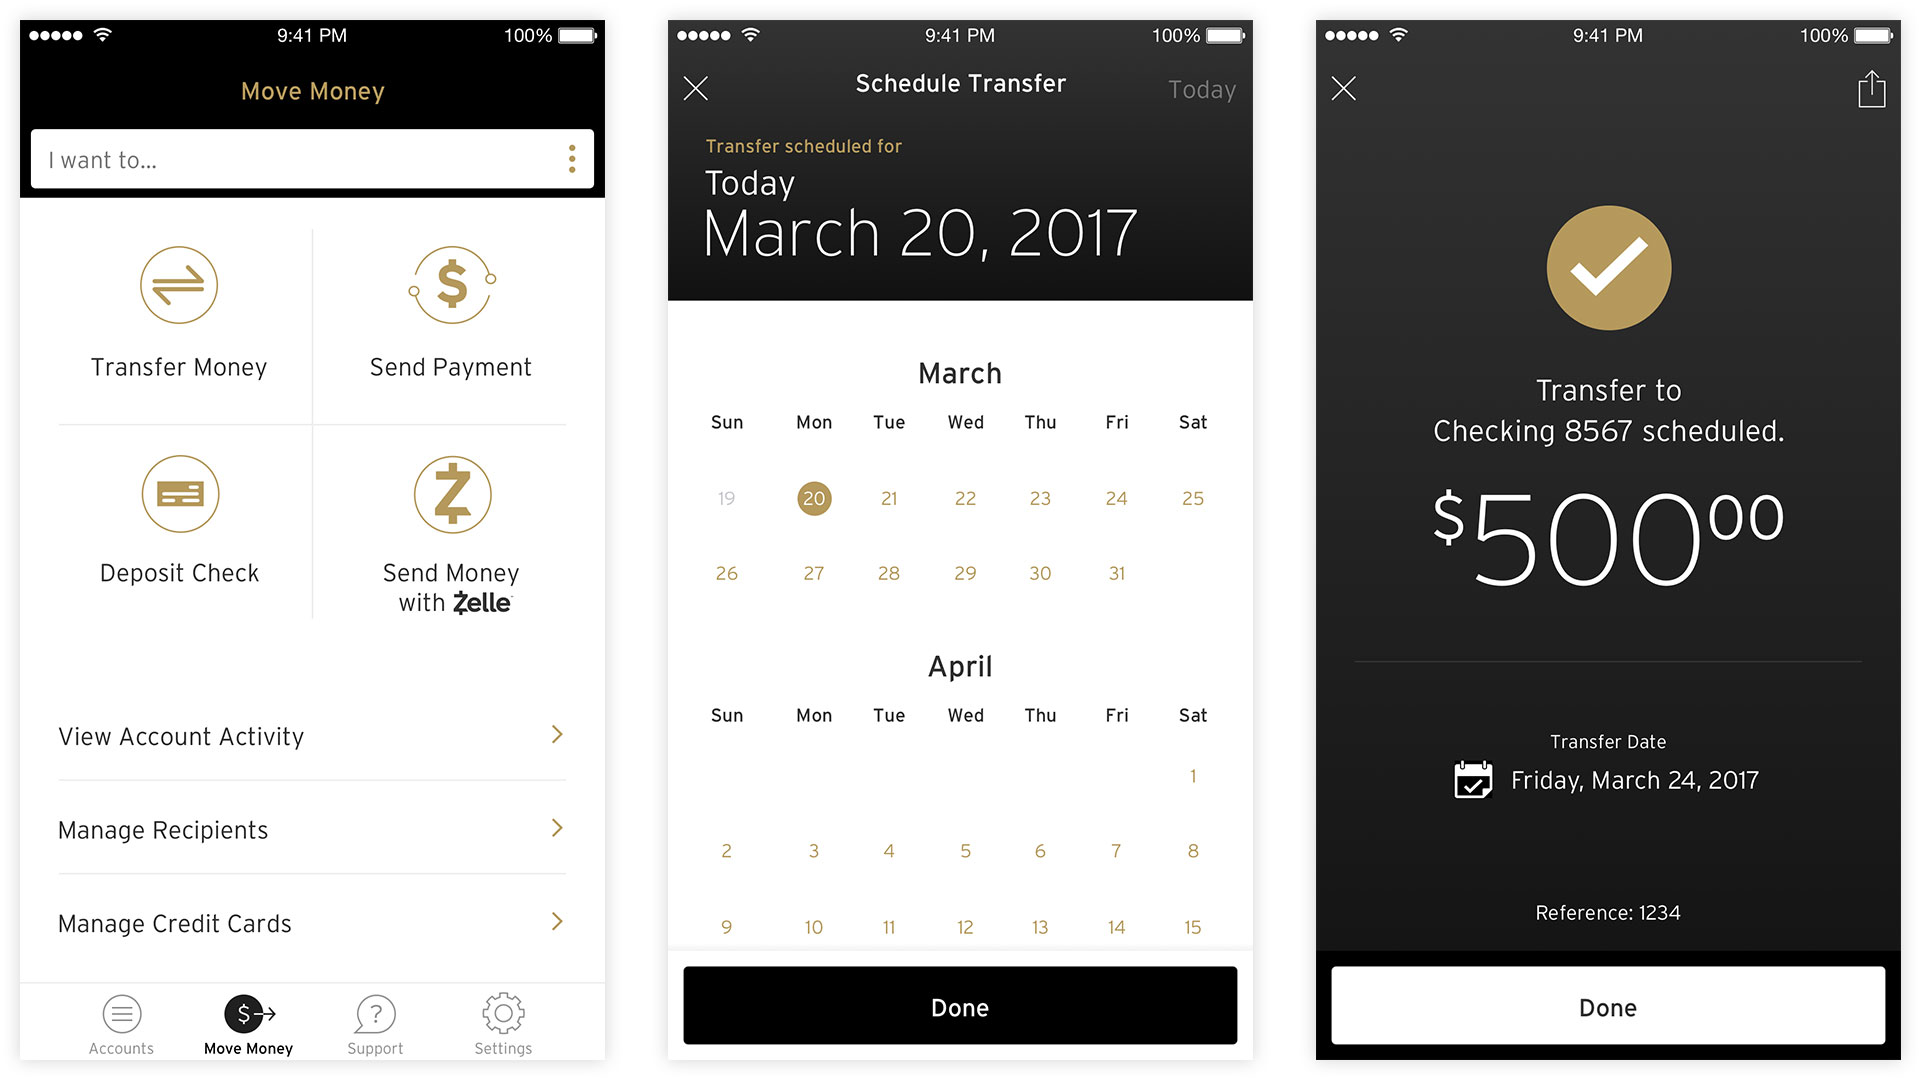 9:41 PM 100%
Move Money
I want to...
Transfer Money
$
Send Payment
Deposit Check
Z
Send Money
with Zelle
View Account Activity
Manage Recipients
Manage Credit Cards
Accounts
$
Move Money
?
Support
Settings
9:41 PM 100%
Schedule Transfer
Today
Transfer scheduled for
Today
March 20, 2017
March
Sun Mon Tue Wed Thu Fri Sat
19 20 21 22 23 24 25
26 27 28 29 30 31
April
Sun Mon Tue Wed Thu Fri Sat
1
2 3 4 5 6 7 8
9 10 11 12 13 14 15
Done
9:41 PM 100%
Transfer to
Checking 8567 scheduled.
$500 00
Transfer Date
Friday, March 24, 2017
Reference: 1234
Done